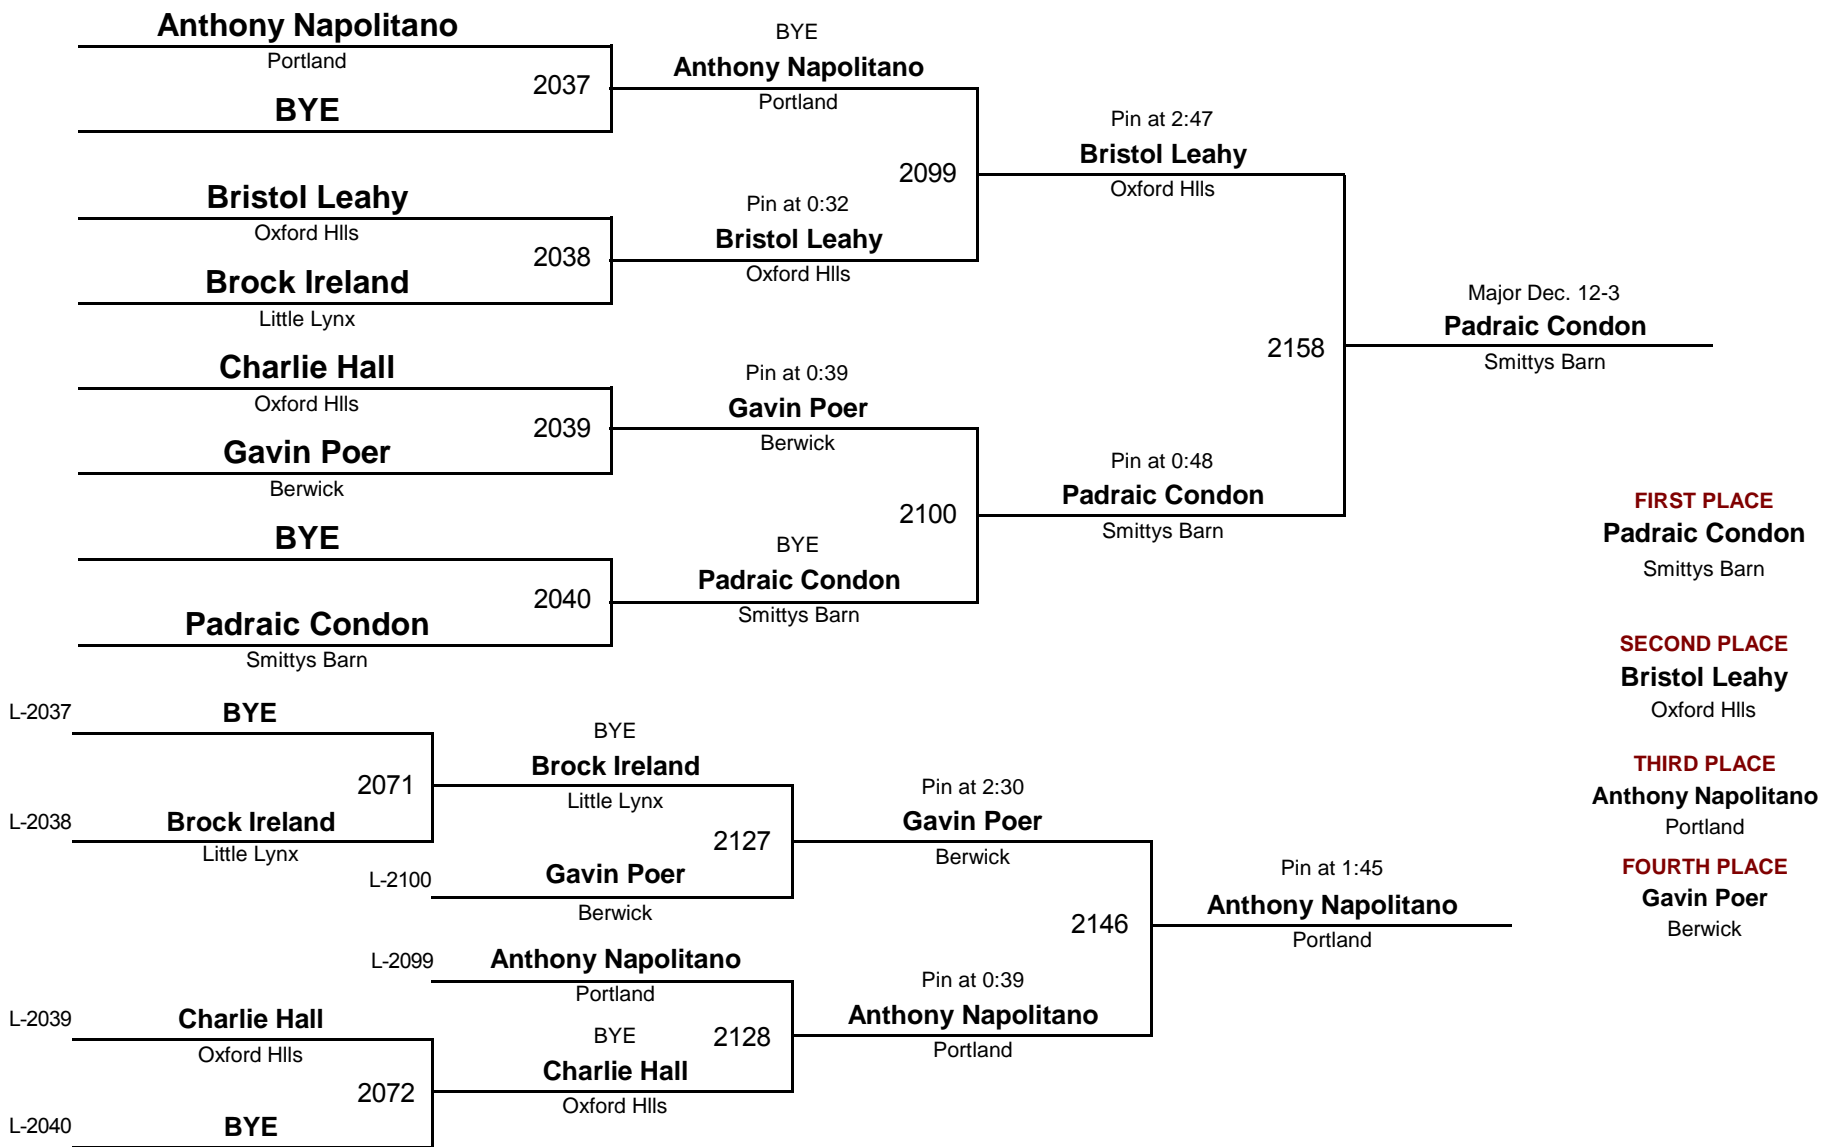 Anthony Napolitano
Portland
2037
BYE
Bristol Leahy
Oxford Hlls
2038
Brock Ireland
Little Lynx
Charlie Hall
Oxford Hlls
2039
Gavin Poer
Berwick
BYE
2040
Padraic Condon
Smittys Barn
BYE
Anthony Napolitano
Portland
2099
Pin at 0:32
Bristol Leahy
Oxford Hlls
Pin at 0:39
Gavin Poer
Berwick
2100
BYE
Padraic Condon
Smittys Barn
Pin at 2:47
Bristol Leahy
Oxford Hlls
2158
Pin at 0:48
Padraic Condon
Smittys Barn
Major Dec. 12-3
Padraic Condon
Smittys Barn
FIRST PLACE
Padraic Condon
Smittys Barn
SECOND PLACE
Bristol Leahy
Oxford Hlls
THIRD PLACE
Anthony Napolitano
Portland
FOURTH PLACE
Gavin Poer
Berwick
L-2037
BYE
2071
L-2038
Brock Ireland
Little Lynx
BYE
Brock Ireland
Little Lynx
2127
L-2100
Gavin Poer
Berwick
L-2099
Anthony Napolitano
Portland
2128
L-2039
Charlie Hall
Oxford Hlls
2072
L-2040
BYE
BYE
Charlie Hall
Oxford Hlls
Pin at 2:30
Gavin Poer
Berwick
2146
Pin at 0:39
Anthony Napolitano
Portland
Pin at 1:45
Anthony Napolitano
Portland